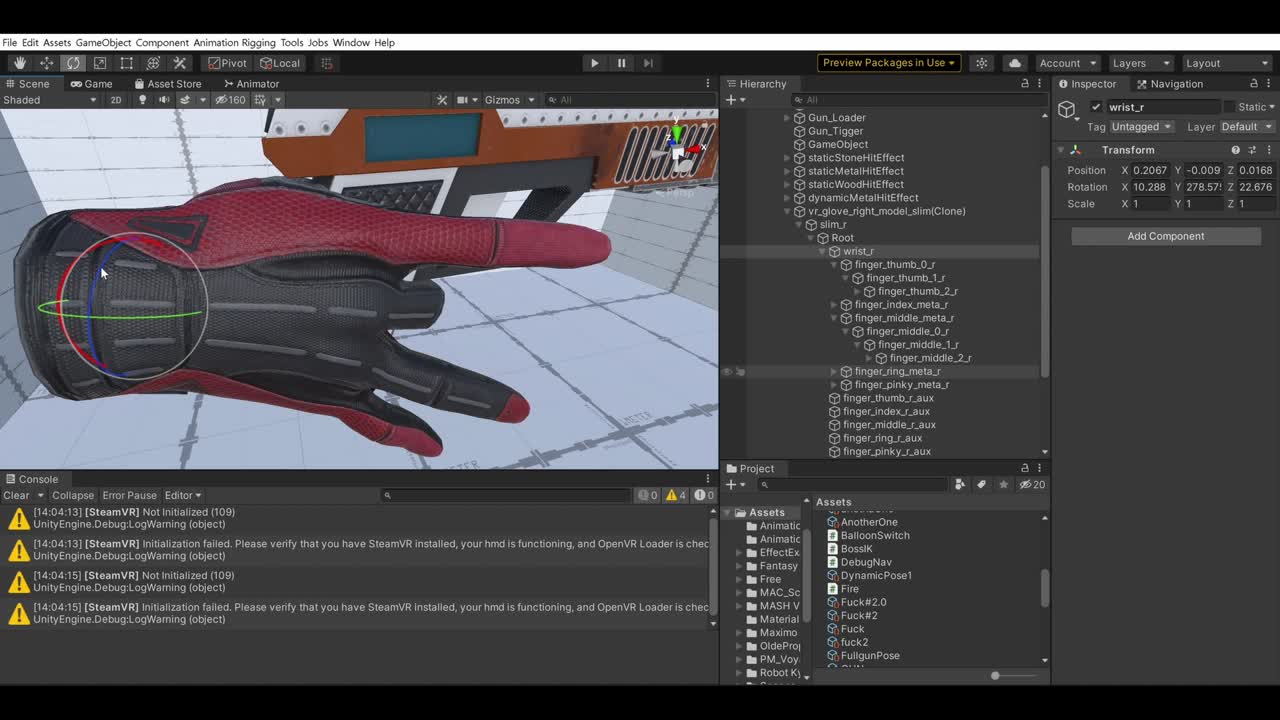 File Edit Assets GameObject Component Animation Rigging Tools Jobs Window Help
Pivot Local Preview Packages in Use Account Layers Layout
Scene Game Asset Store Animator
Shaded 2D 160 Gizmos All
y
x
z
Persp
METER
METER
Hierarchy
All
Gun_Loader
Gun_Tigger
GameObject
staticStoneHitEffect
staticMetalHitEffect
staticWoodHitEffect
dynamicMetalHitEffect
vr_glove_right_model_slim(Clone)
slim_r
Root
wrist_r
finger_thumb_0_r
finger_thumb_1_r
finger_thumb_2_r
finger_index_meta_r
finger_middle_meta_r
finger_middle_0_r
finger_middle_1_r
finger_middle_2_r
finger_ring_meta_r
finger_pinky_meta_r
finger_thumb_r_aux
finger_index_r_aux
finger_middle_r_aux
finger_ring_r_aux
finger_pinky_r_aux
Inspector Navigation
wrist_r Static
Tag Untagged Layer Default
Transform
Position X 0.2067 Y -0.009 Z 0.0168
Rotation X 10.288 Y 278.575 Z 22.676
Scale X 1 Y 1 Z 1
Add Component
Console
Clear Collapse Error Pause Editor 0 4 0
[14:04:13] [SteamVR] Not Initialized (109)
UnityEngine.Debug:LogWarning (object)
[14:04:13] [SteamVR] Initialization failed. Please verify that you have SteamVR installed, your hmd is functioning, and OpenVR Loader is chec
UnityEngine.Debug:LogWarning (object)
[14:04:15] [SteamVR] Not Initialized (109)
UnityEngine.Debug:LogWarning (object)
[14:04:15] [SteamVR] Initialization failed. Please verify that you have SteamVR installed, your hmd is functioning, and OpenVR Loader is chec
UnityEngine.Debug:LogWarning (object)
Project
20
Assets
Animatic
Animatic
EffectEx
Fantasy
Free
MAC_Sc
MASH V
Material
Maximo
OldePro
PM_Voy
Robot Ky
Assets
AnotherOne
BalloonSwitch
BossIK
DebugNav
DynamicPose1
Fire
Fuck#2.0
Fuck#2
Fuck
fuck2
FullgunPose